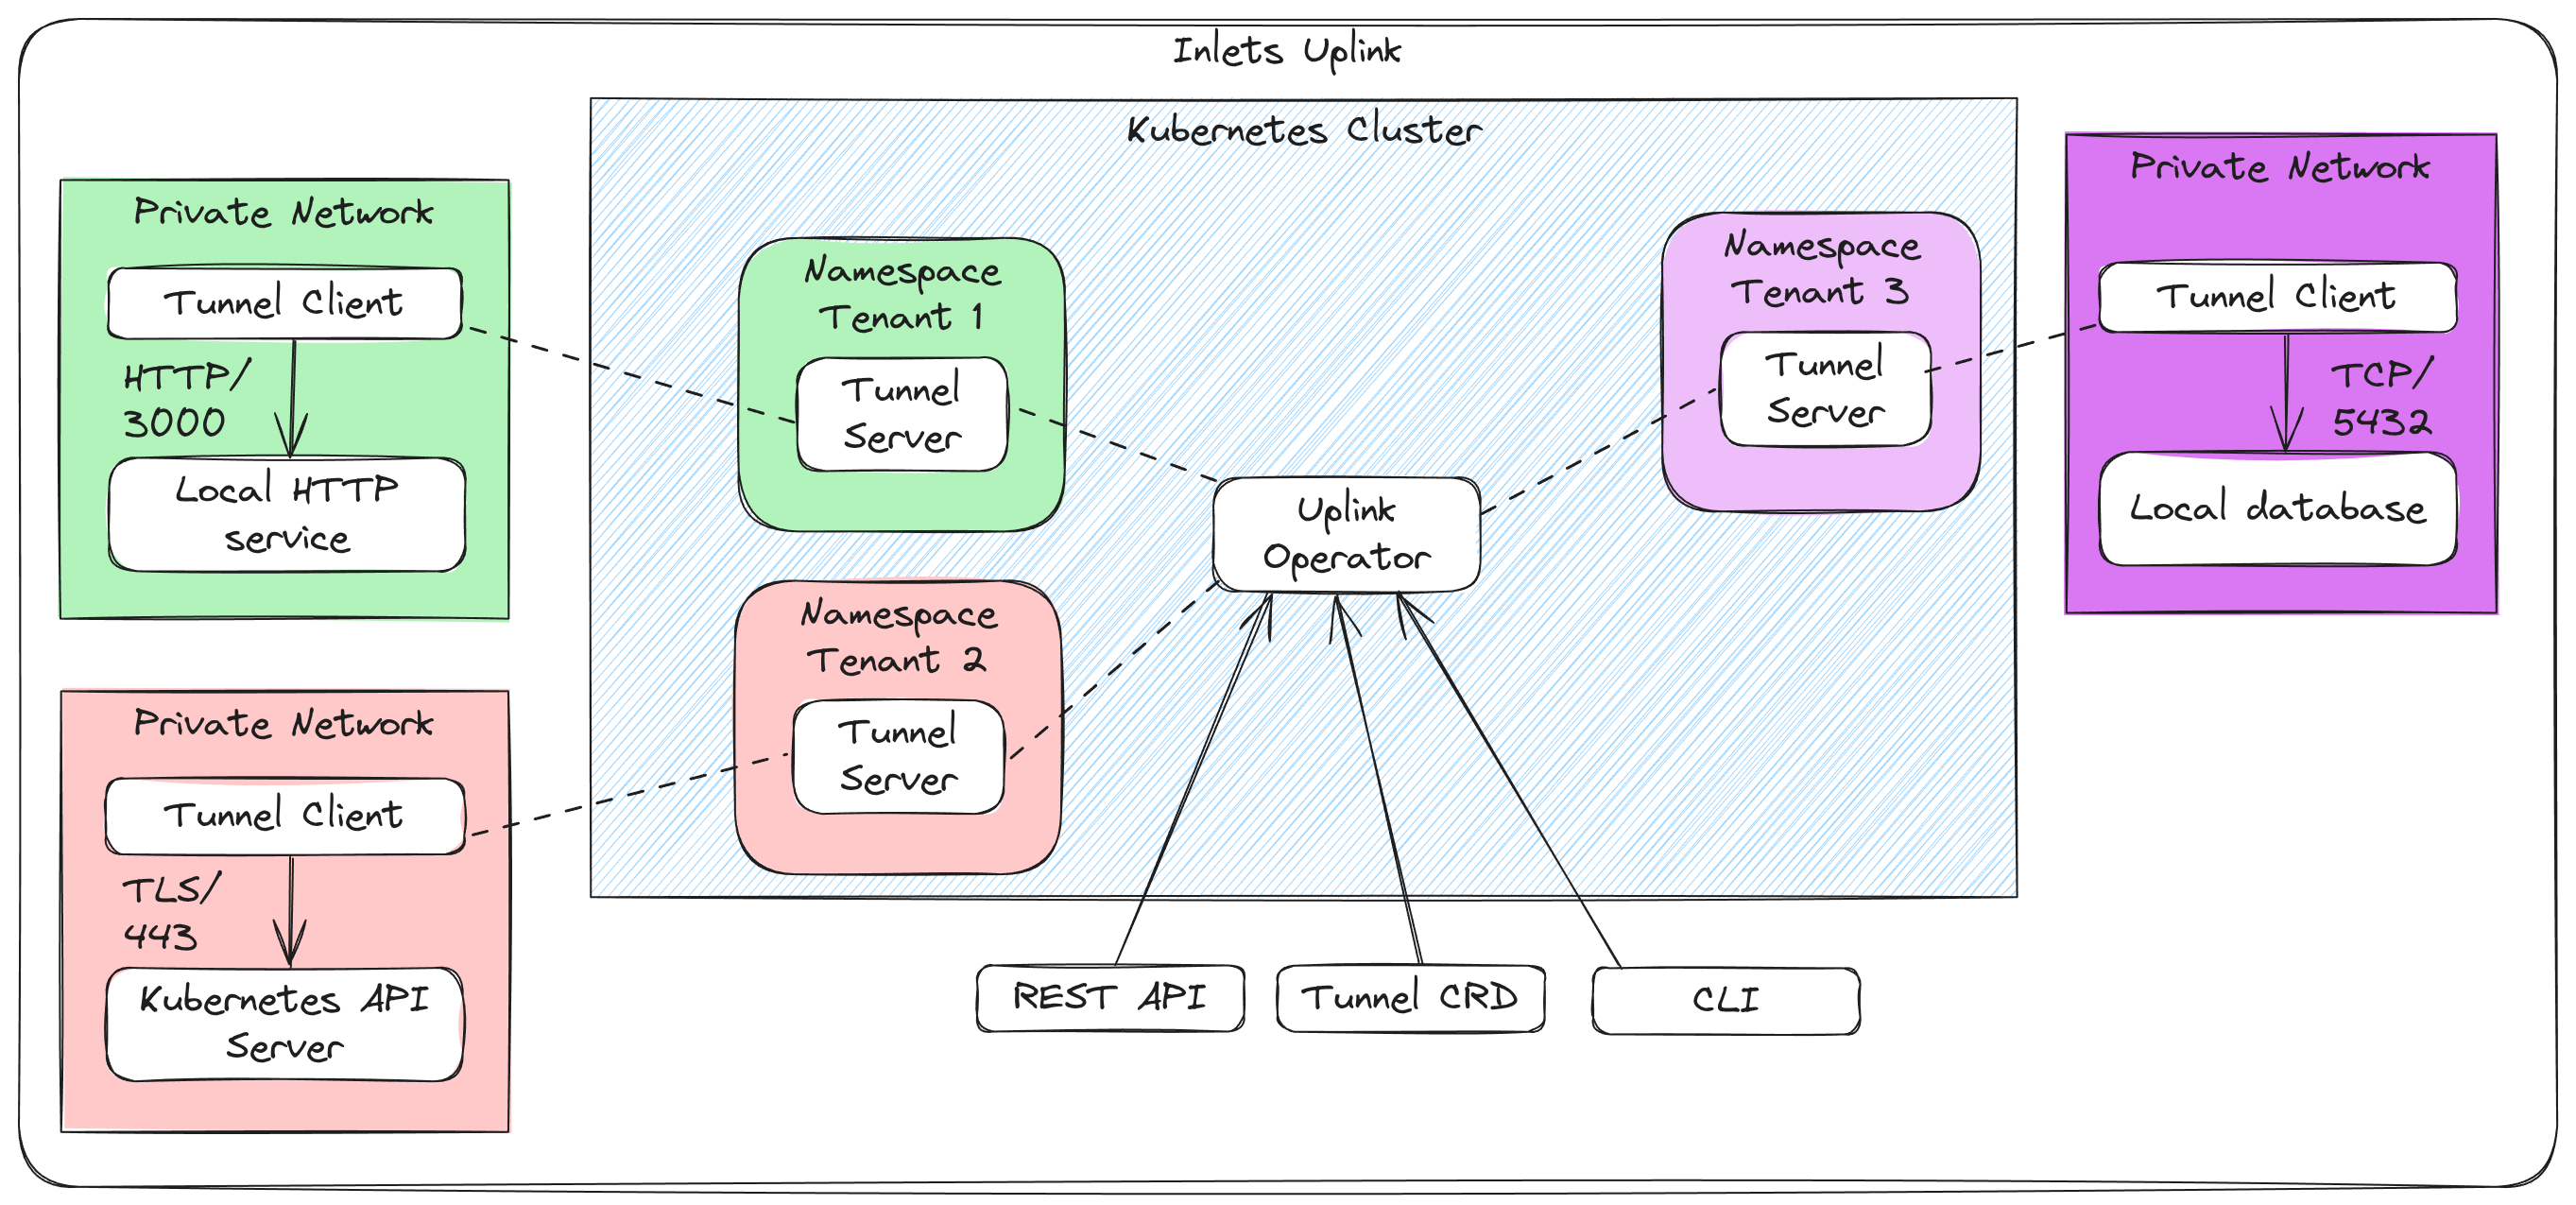 Inlets Uplink
Kubernetes Cluster
Private Network
Tunnel Client
HTTP/
3000
Local HTTP
service
Private Network
Tunnel Client
TLS/
443
Kubernetes API
Server
Namespace
Tenant 1
Tunnel
Server
Namespace
Tenant 2
Tunnel
Server
Uplink
Operator
Namespace
Tenant 3
Tunnel
Server
Private Network
Tunnel Client
TCP/
5432
Local database
REST API
Tunnel CRD
CLI